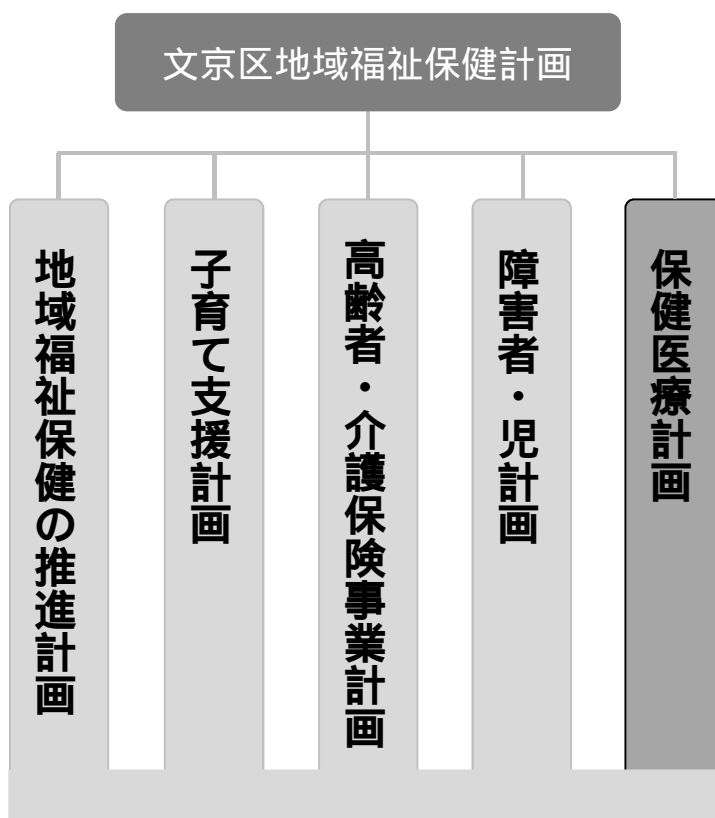 文京区地域福祉保健計画
地域福祉保健の推進計画
子育て支援計画
高齢者・介護保険事業計画
障害者・児計画
保健医療計画